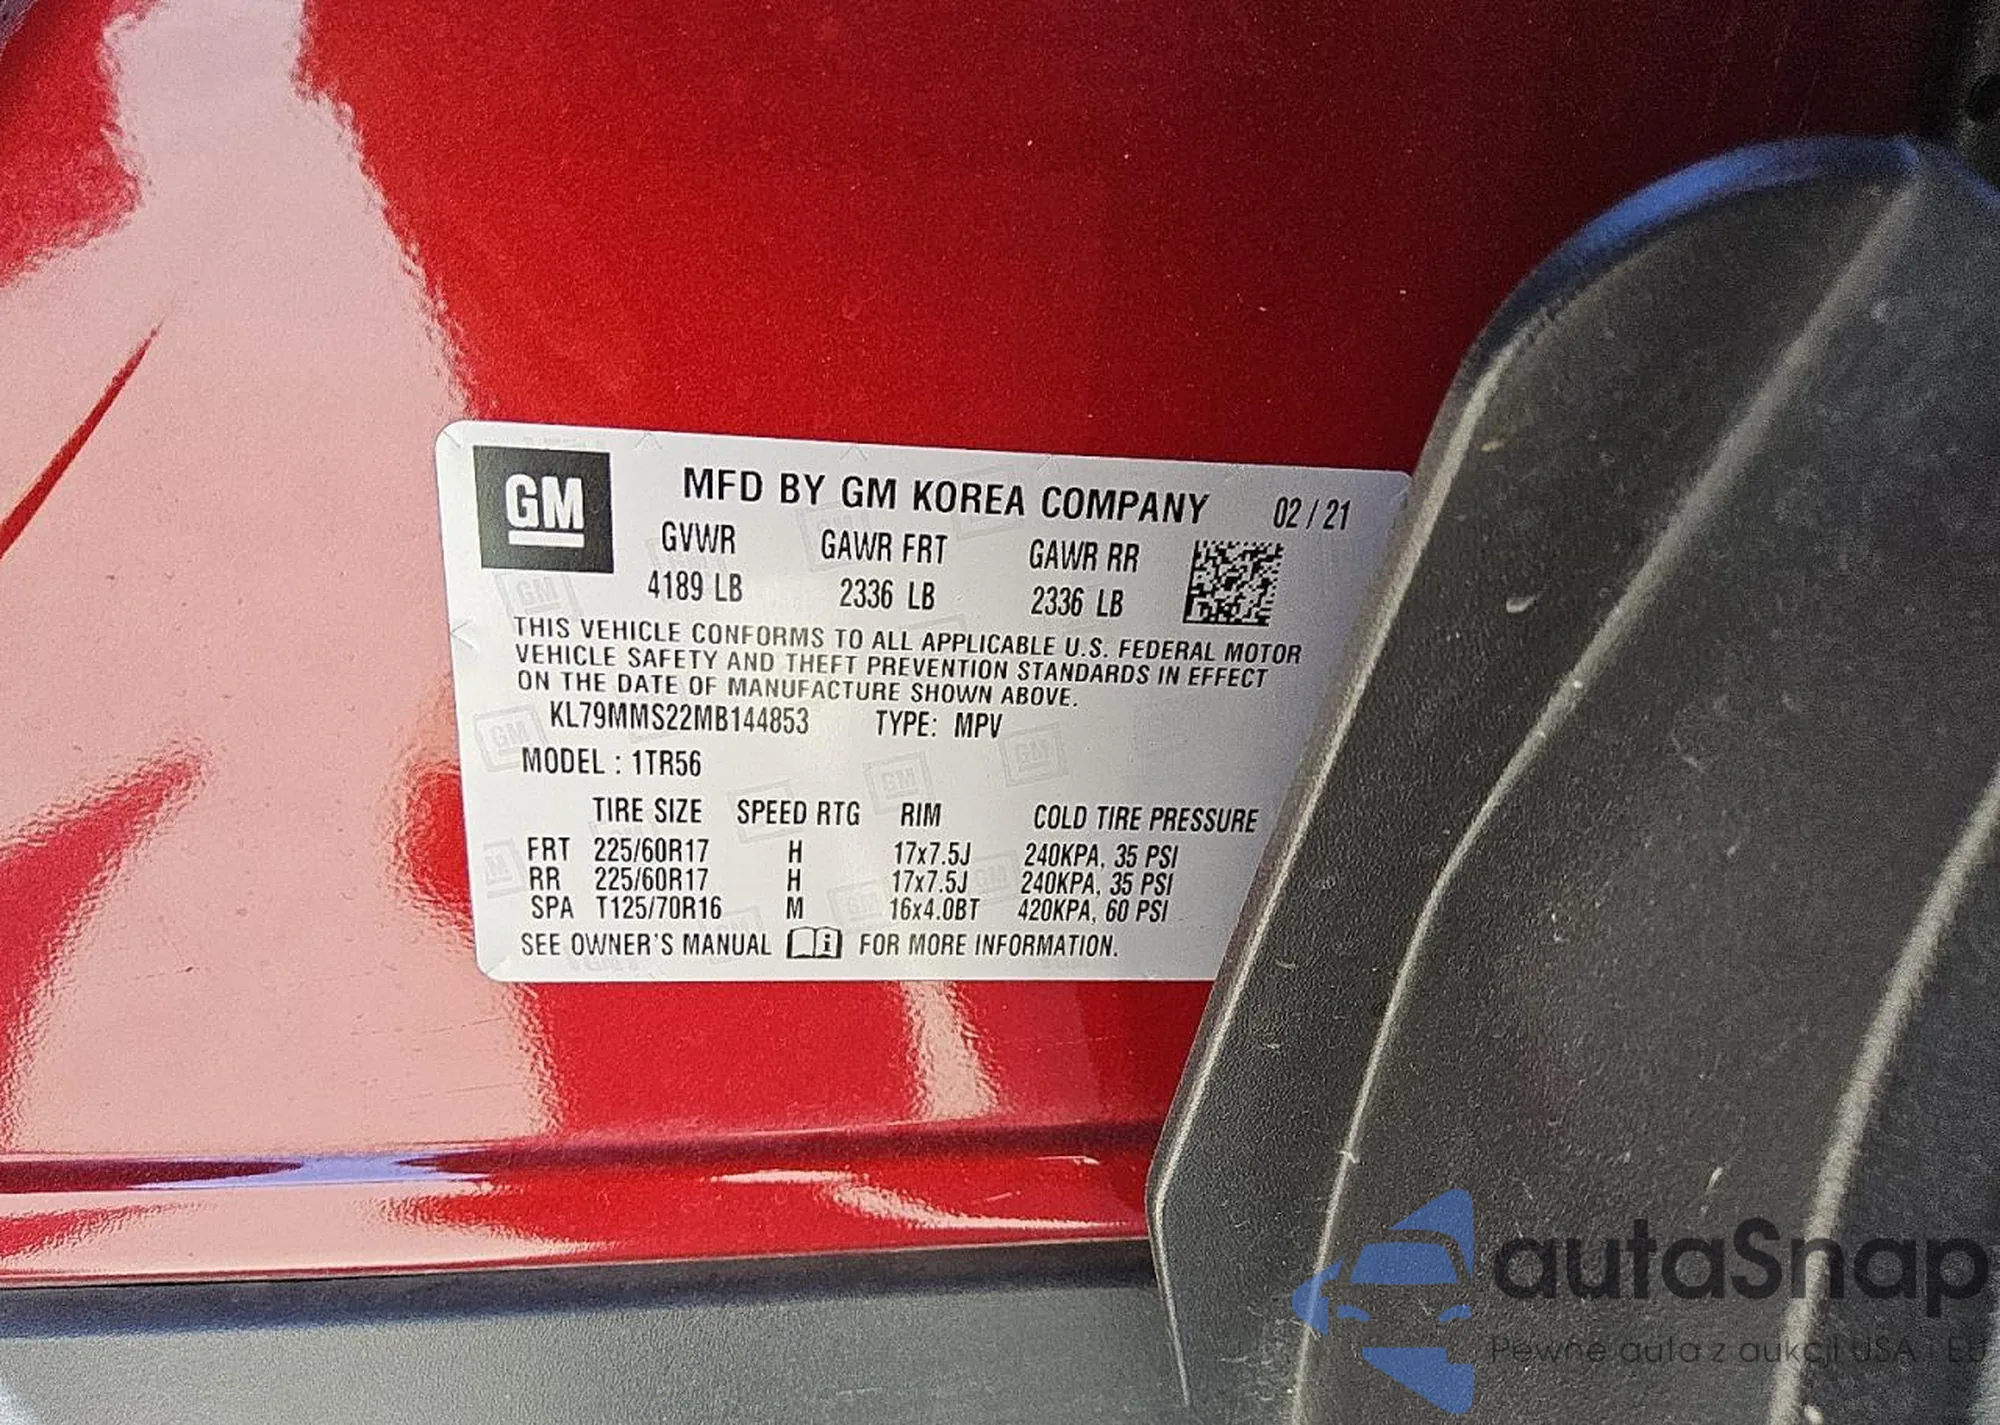 GM
MFD BY GM KOREA COMPANY 02 / 21
GVWR GAWR FRT GAWR RR
4189 LB 2336 LB 2336 LB
THIS VEHICLE CONFORMS TO ALL APPLICABLE U.S. FEDERAL MOTOR
VEHICLE SAFETY AND THEFT PREVENTION STANDARDS IN EFFECT
ON THE DATE OF MANUFACTURE SHOWN ABOVE.
KL79MMS22MB144853 TYPE: MPV
MODEL : 1TR56
TIRE SIZE SPEED RTG RIM COLD TIRE PRESSURE
FRT 225/60R17 H 17x7.5J 240KPA, 35 PSI
RR 225/60R17 H 17x7.5J 240KPA, 35 PSI
SPA T125/70R16 M 16x4.0BT 420KPA, 60 PSI
SEE OWNER'S MANUAL FOR MORE INFORMATION.
autaSnap
Pewne auta z aukcji USA i EU